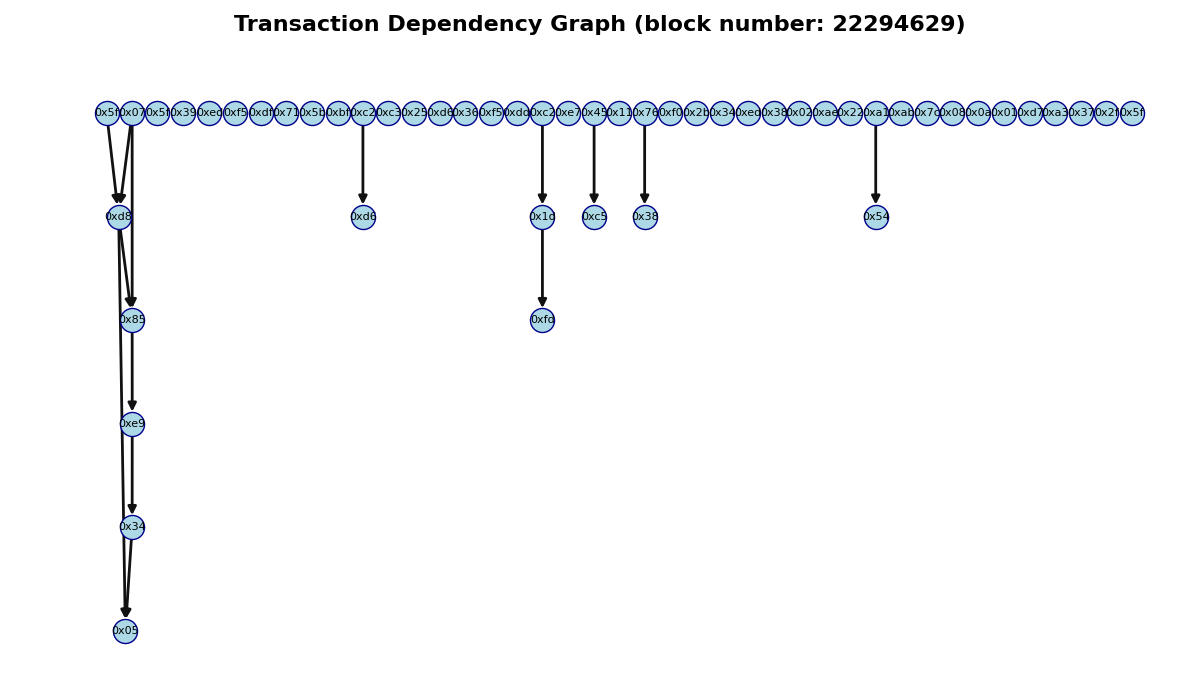 Transaction Dependency Graph (block number: 22294629)
0x5f 0x07 0x5f 0x39 0xed 0xf5 0xdf 0x71 0x5b 0xbf 0xc2 0xc3 0x25 0xd6 0x36 0xf5 0xdd 0xc2 0xe7 0x45 0x11 0x76 0xf0 0x2b 0x34 0xed 0x38 0x02 0xae 0x22 0xa1 0xab 0x7c 0x08 0x0a 0x01 0xd7 0xa3 0x37 0x2f 0x5f
0xd8 0xd6 0x1d 0xc5 0x38 0x54
0x85 0xfd
0xe9
0x34
0x05